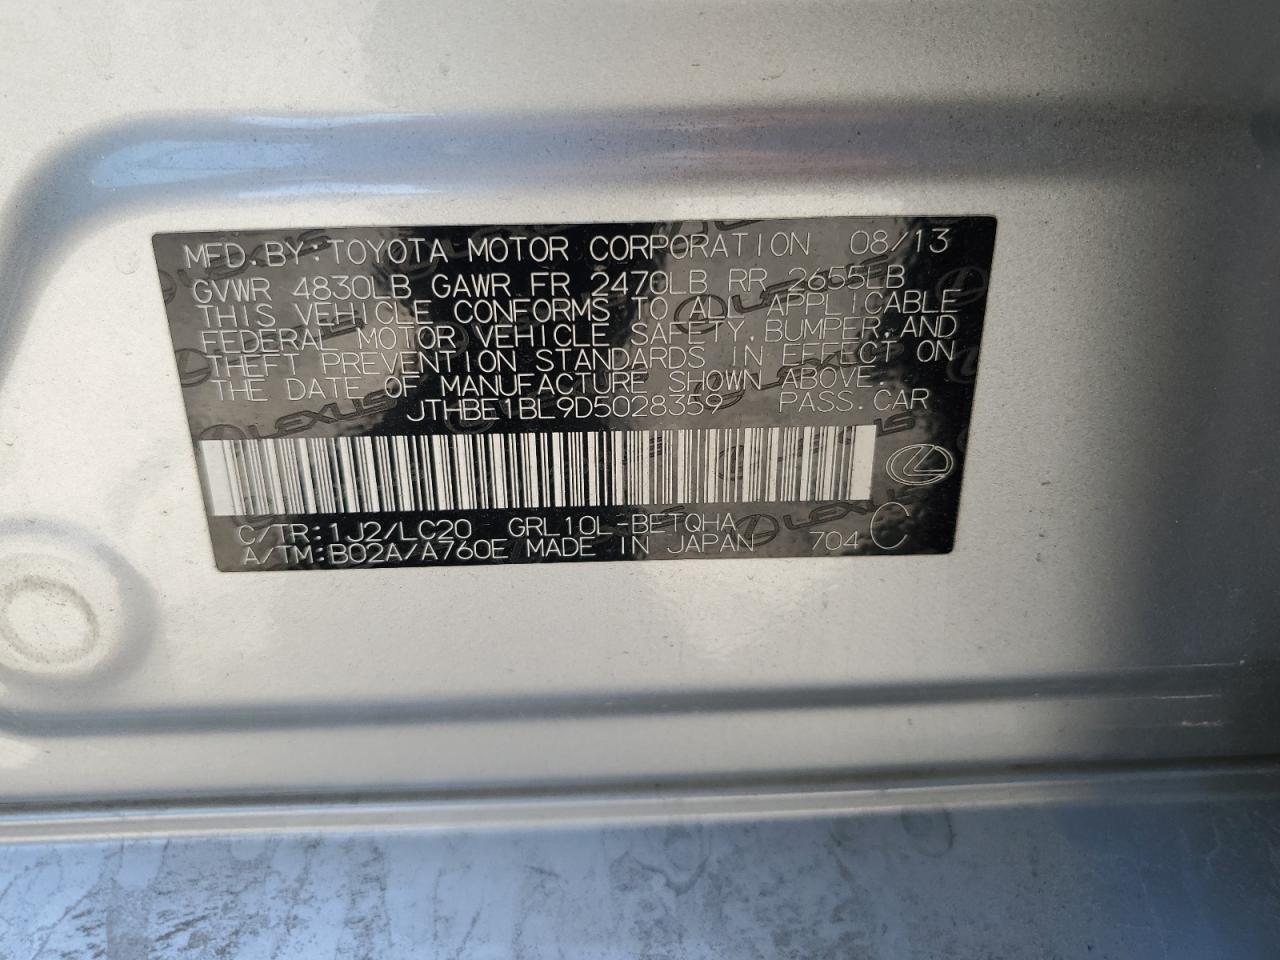 MFD.BY:TOYOTA MOTOR CORPORATION 08/13
GVWR 4830LB GAWR FR 2470LB RR 2655LB
THIS VEHICLE CONFORMS TO ALL APPLICABLE
FEDERAL MOTOR VEHICLE SAFETY,BUMPER,AND
THEFT PREVENTION STANDARDS IN EFFECT ON
THE DATE OF MANUFACTURE SHOWN ABOVE.
JTHBE1BL9D5028359 PASS.CAR
C/TR:1J2/LC20 GRL10L-BETQHA
A/TM:B02A/A760E MADE IN JAPAN 704 C
LEXUS